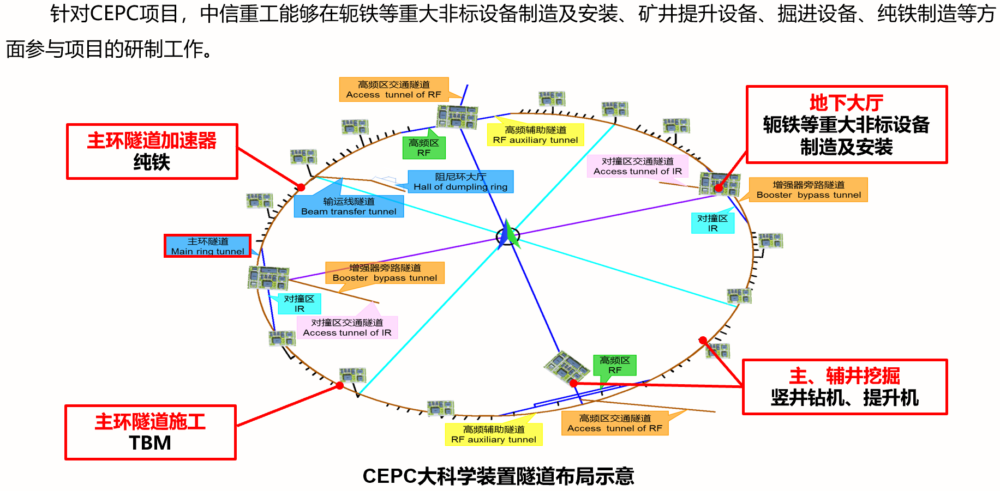 针对CEPC项目，中信重工能够在轭铁等重大非标设备制造及安装、矿井提升设备、掘进设备、纯铁制造等方
面参与项目的研制工作。
高频区交通隧道
Access tunnel of RF
地下大厅
轭铁等重大非标设备
制造及安装
主环隧道加速器
纯铁
高频辅助隧道
RF auxiliary tunnel
高频区
RF
对撞区交通隧道
Access tunnel of IR
阻尼环大厅
Hall of dumpling ring
增强器旁路隧道
Booster bypass tunnel
输运线隧道
Beam transfer tunnel
对撞区
IR
主环隧道
Main ring tunnel
增强器旁路隧道
Booster bypass tunnel
对撞区
IR
对撞区交通隧道
Access tunnel of IR
高频区
RF
主、辅井挖掘
竖井钻机、提升机
主环隧道施工
TBM
高频区交通隧道
Access tunnel of RF
高频辅助隧道
RF auxiliary tunnel
CEPC大科学装置隧道布局示意